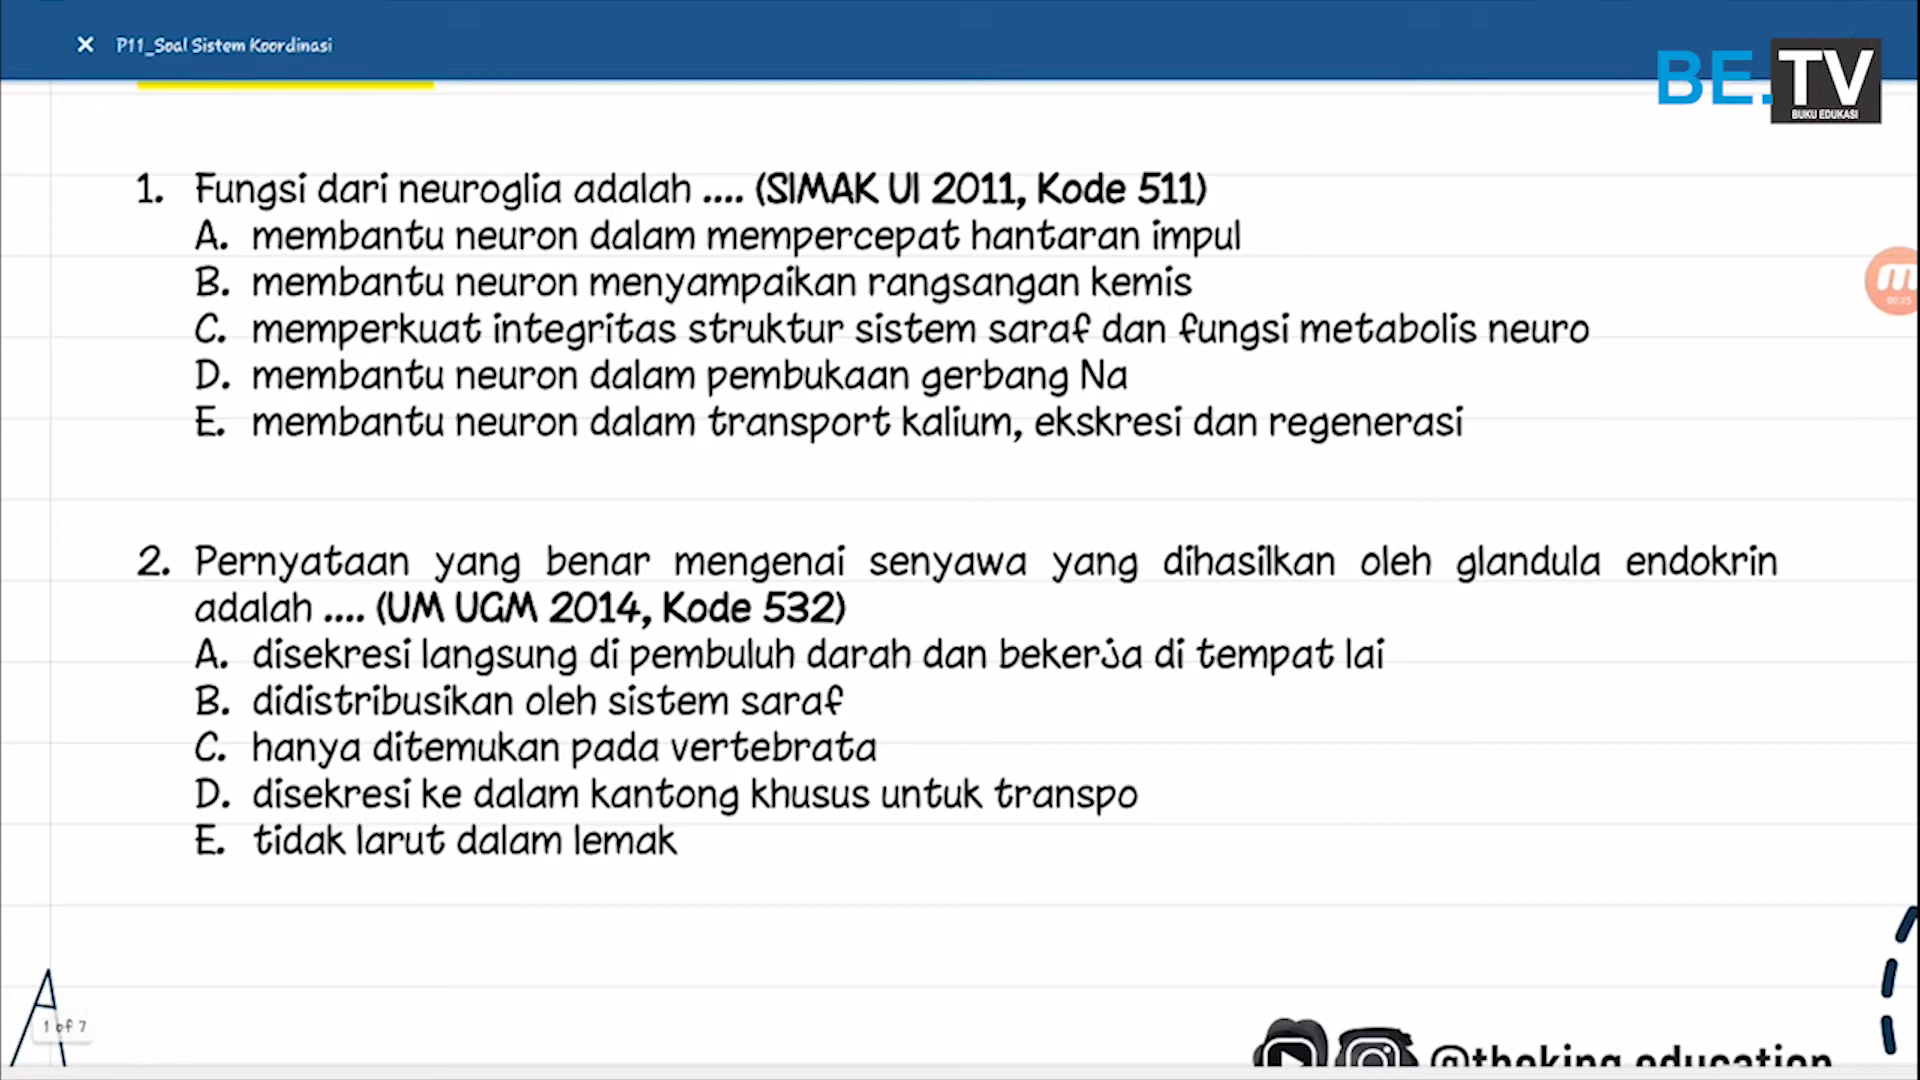 P11_Soal Sistem Koordinasi
BE.TV
BUKU EDUKASI
1. Fungsi dari neuroglia adalah .... (SIMAK UI 2011, Kode 511)
A. membantu neuron dalam mempercepat hantaran impul
B. membantu neuron menyampaikan rangsangan kemis
C. memperkuat integritas struktur sistem saraf dan fungsi metabolis neuro
D. membantu neuron dalam pembukaan gerbang Na
E. membantu neuron dalam transport kalium, ekskresi dan regenerasi
00:25
2. Pernyataan yang benar mengenai senyawa yang dihasilkan oleh glandula endokrin
adalah .... (UM UGM 2014, Kode 532)
A. disekresi langsung di pembuluh darah dan bekerja di tempat lai
B. didistribusikan oleh sistem saraf
C. hanya ditemukan pada vertebrata
D. disekresi ke dalam kantong khusus untuk transpo
E. tidak larut dalam lemak
1 of 7
@theking.education